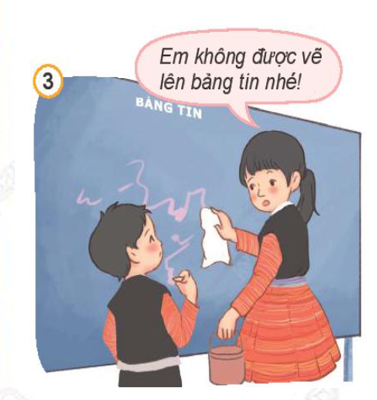 Em không được vẽ
lên bảng tin nhé!
3
BẢNG TIN